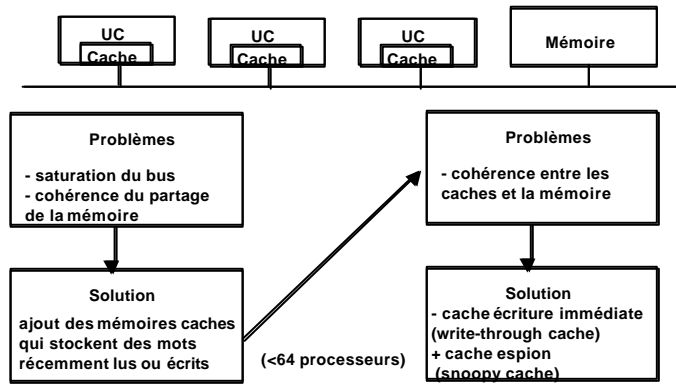 UC
Cache
UC
Cache
UC
Cache
Mémoire
Problèmes
- saturation du bus
- cohérence du partage
de la mémoire
Solution
ajout des mémoires caches
qui stockent des mots
récemment lus ou écrits
(<64 processeurs)
Problèmes
- cohérence entre les
caches et la mémoire
Solution
- cache écriture immédiate
(write-through cache)
+ cache espion
(snoopy cache)